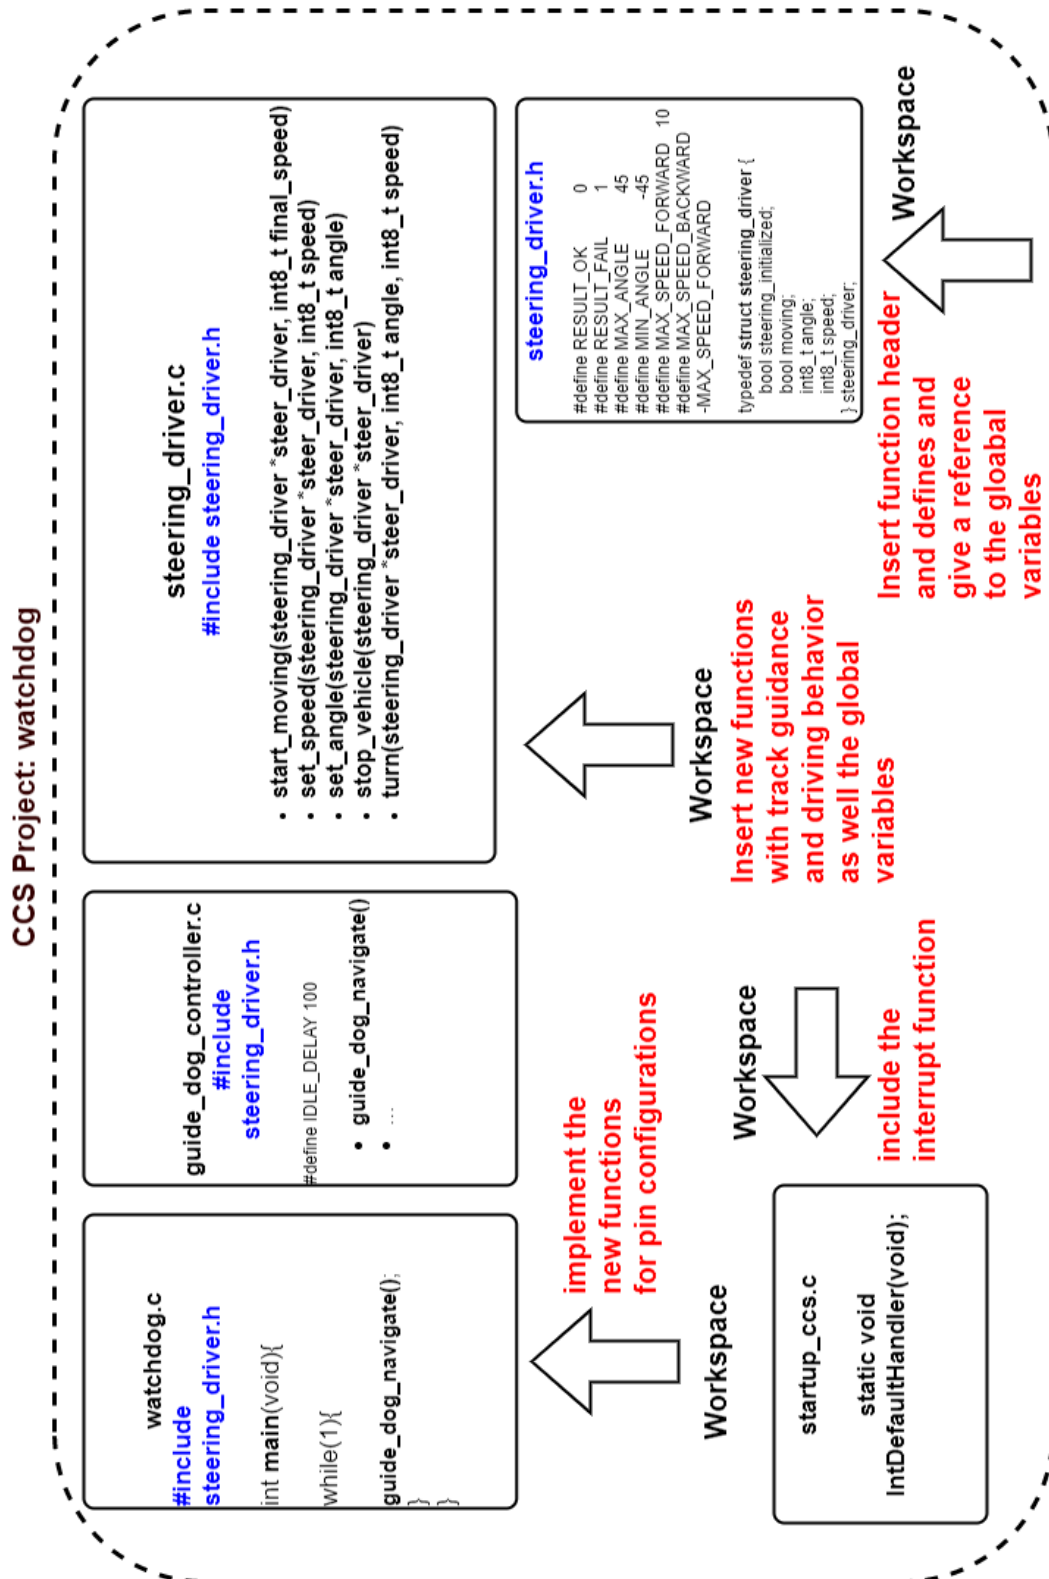 CCS Project: watchdog
watchdog.c
#include
steering_driver.h
int main(void){
while(1){
guide_dog_navigate();
}
}
guide_dog_controller.c
#include
steering_driver.h
#define IDLE_DELAY 100
• guide_dog_navigate()
• ...
steering_driver.c
#include steering_driver.h
• start_moving(steering_driver *steer_driver, int8_t final_speed)
• set_speed(steering_driver *steer_driver, int8_t speed)
• set_angle(steering_driver *steer_driver, int8_t angle)
• stop_vehicle(steering_driver *steer_driver)
• turn(steering_driver *steer_driver, int8_t angle, int8_t speed)
steering_driver.h
#define RESULT_OK 0
#define RESULT_FAIL 1
#define MAX_ANGLE 45
#define MIN_ANGLE -45
#define MAX_SPEED_FORWARD 10
#define MAX_SPEED_BACKWARD
-MAX_SPEED_FORWARD
typedef struct steering_driver {
bool steering_initialized;
bool moving;
int8_t angle;
int8_t speed;
} steering_driver;
Workspace
implement the
new functions
for pin configurations
Workspace
Insert new functions
with track guidance
and driving behavior
as well the global
variables
Workspace
Insert function header
and defines and
give a reference
to the gloabal
variables
startup_ccs.c
static void
IntDefaultHandler(void);
Workspace
include the
interrupt function